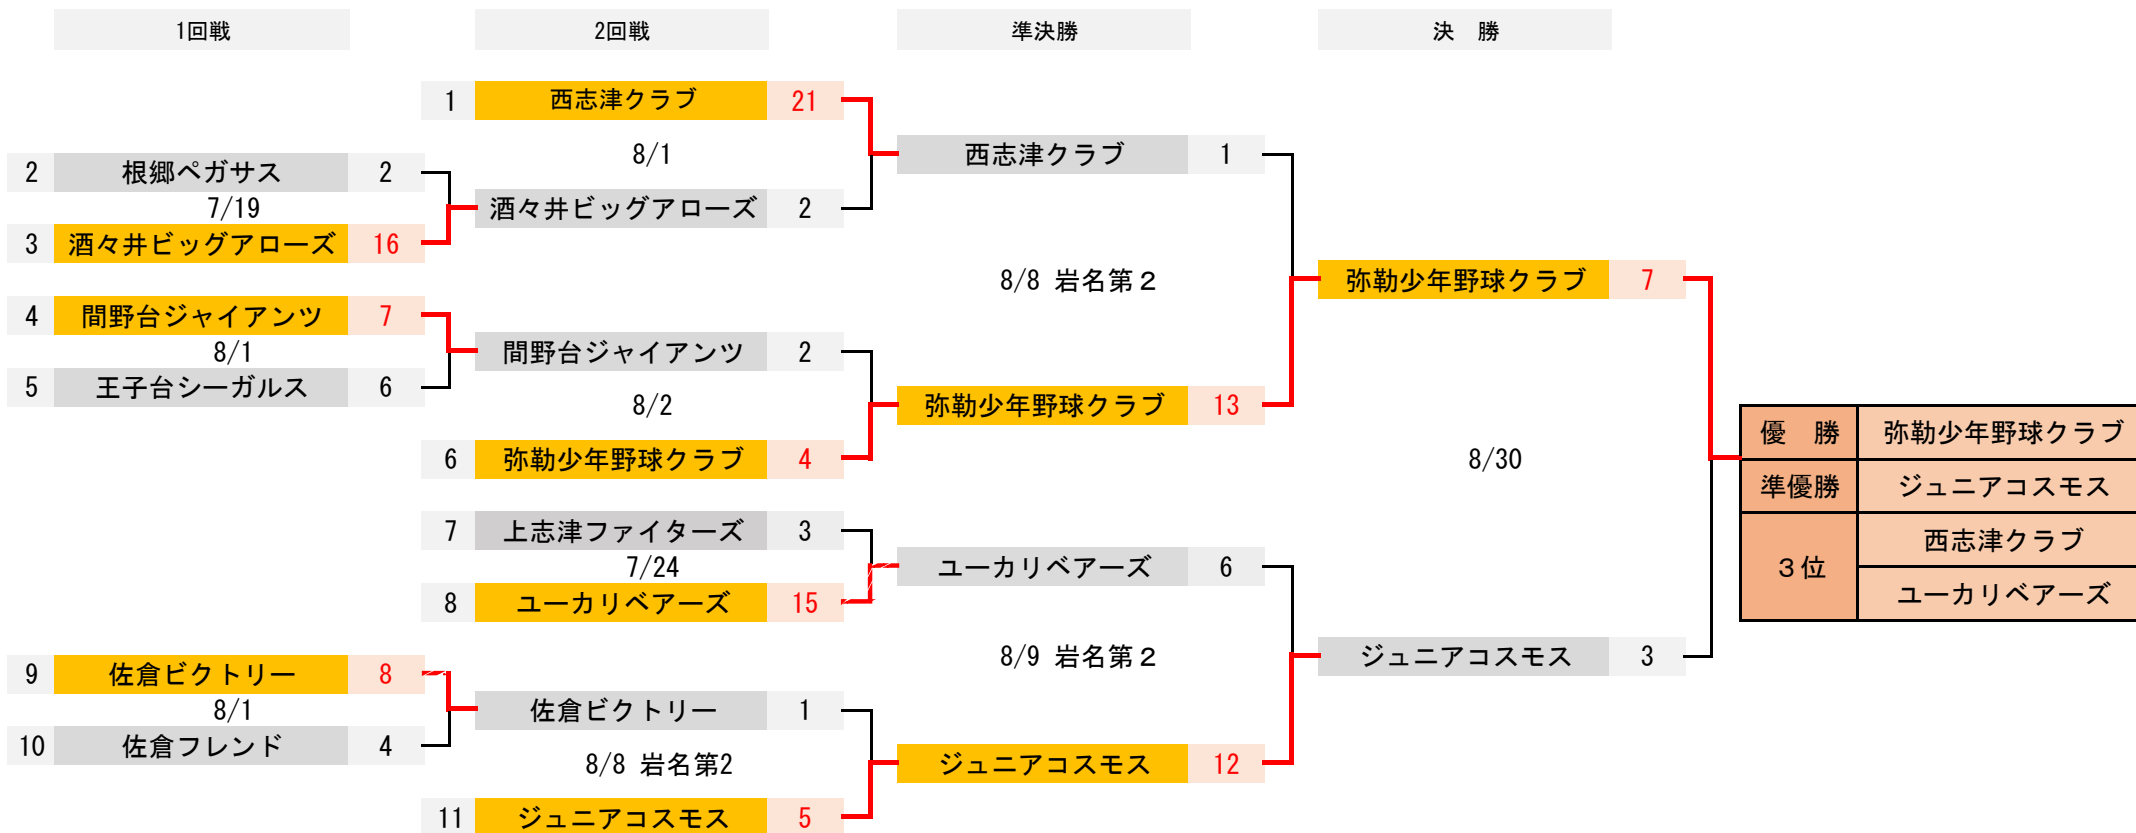 1回戦
2回戦
準決勝
決　勝
1 西志津クラブ 21
8/1
2 根郷ペガサス 2
7/19
3 酒々井ビッグアローズ 16
酒々井ビッグアローズ 2
西志津クラブ 1
8/8 岩名第２
4 間野台ジャイアンツ 7
8/1
5 王子台シーガルス 6
間野台ジャイアンツ 2
8/2
6 弥勒少年野球クラブ 4
弥勒少年野球クラブ 13
弥勒少年野球クラブ 7
8/30
7 上志津ファイターズ 3
7/24
8 ユーカリベアーズ 15
ユーカリベアーズ 6
8/9 岩名第２
9 佐倉ビクトリー 8
8/1
10 佐倉フレンド 4
佐倉ビクトリー 1
8/8 岩名第2
11 ジュニアコスモス 5
ジュニアコスモス 12
ジュニアコスモス 3
優　勝 弥勒少年野球クラブ
準優勝 ジュニアコスモス
３位 西志津クラブ
ユーカリベアーズ